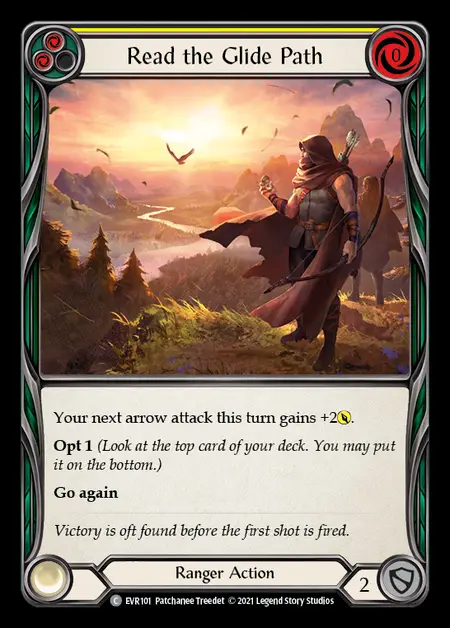 Read the Glide Path
0
Your next arrow attack this turn gains +2.
Opt 1 (Look at the top card of your deck. You may put
it on the bottom.)
Go again
Victory is oft found before the first shot is fired.
Ranger Action
2
C EVR101 Patchanee Treedet © 2021 Legend Story Studios